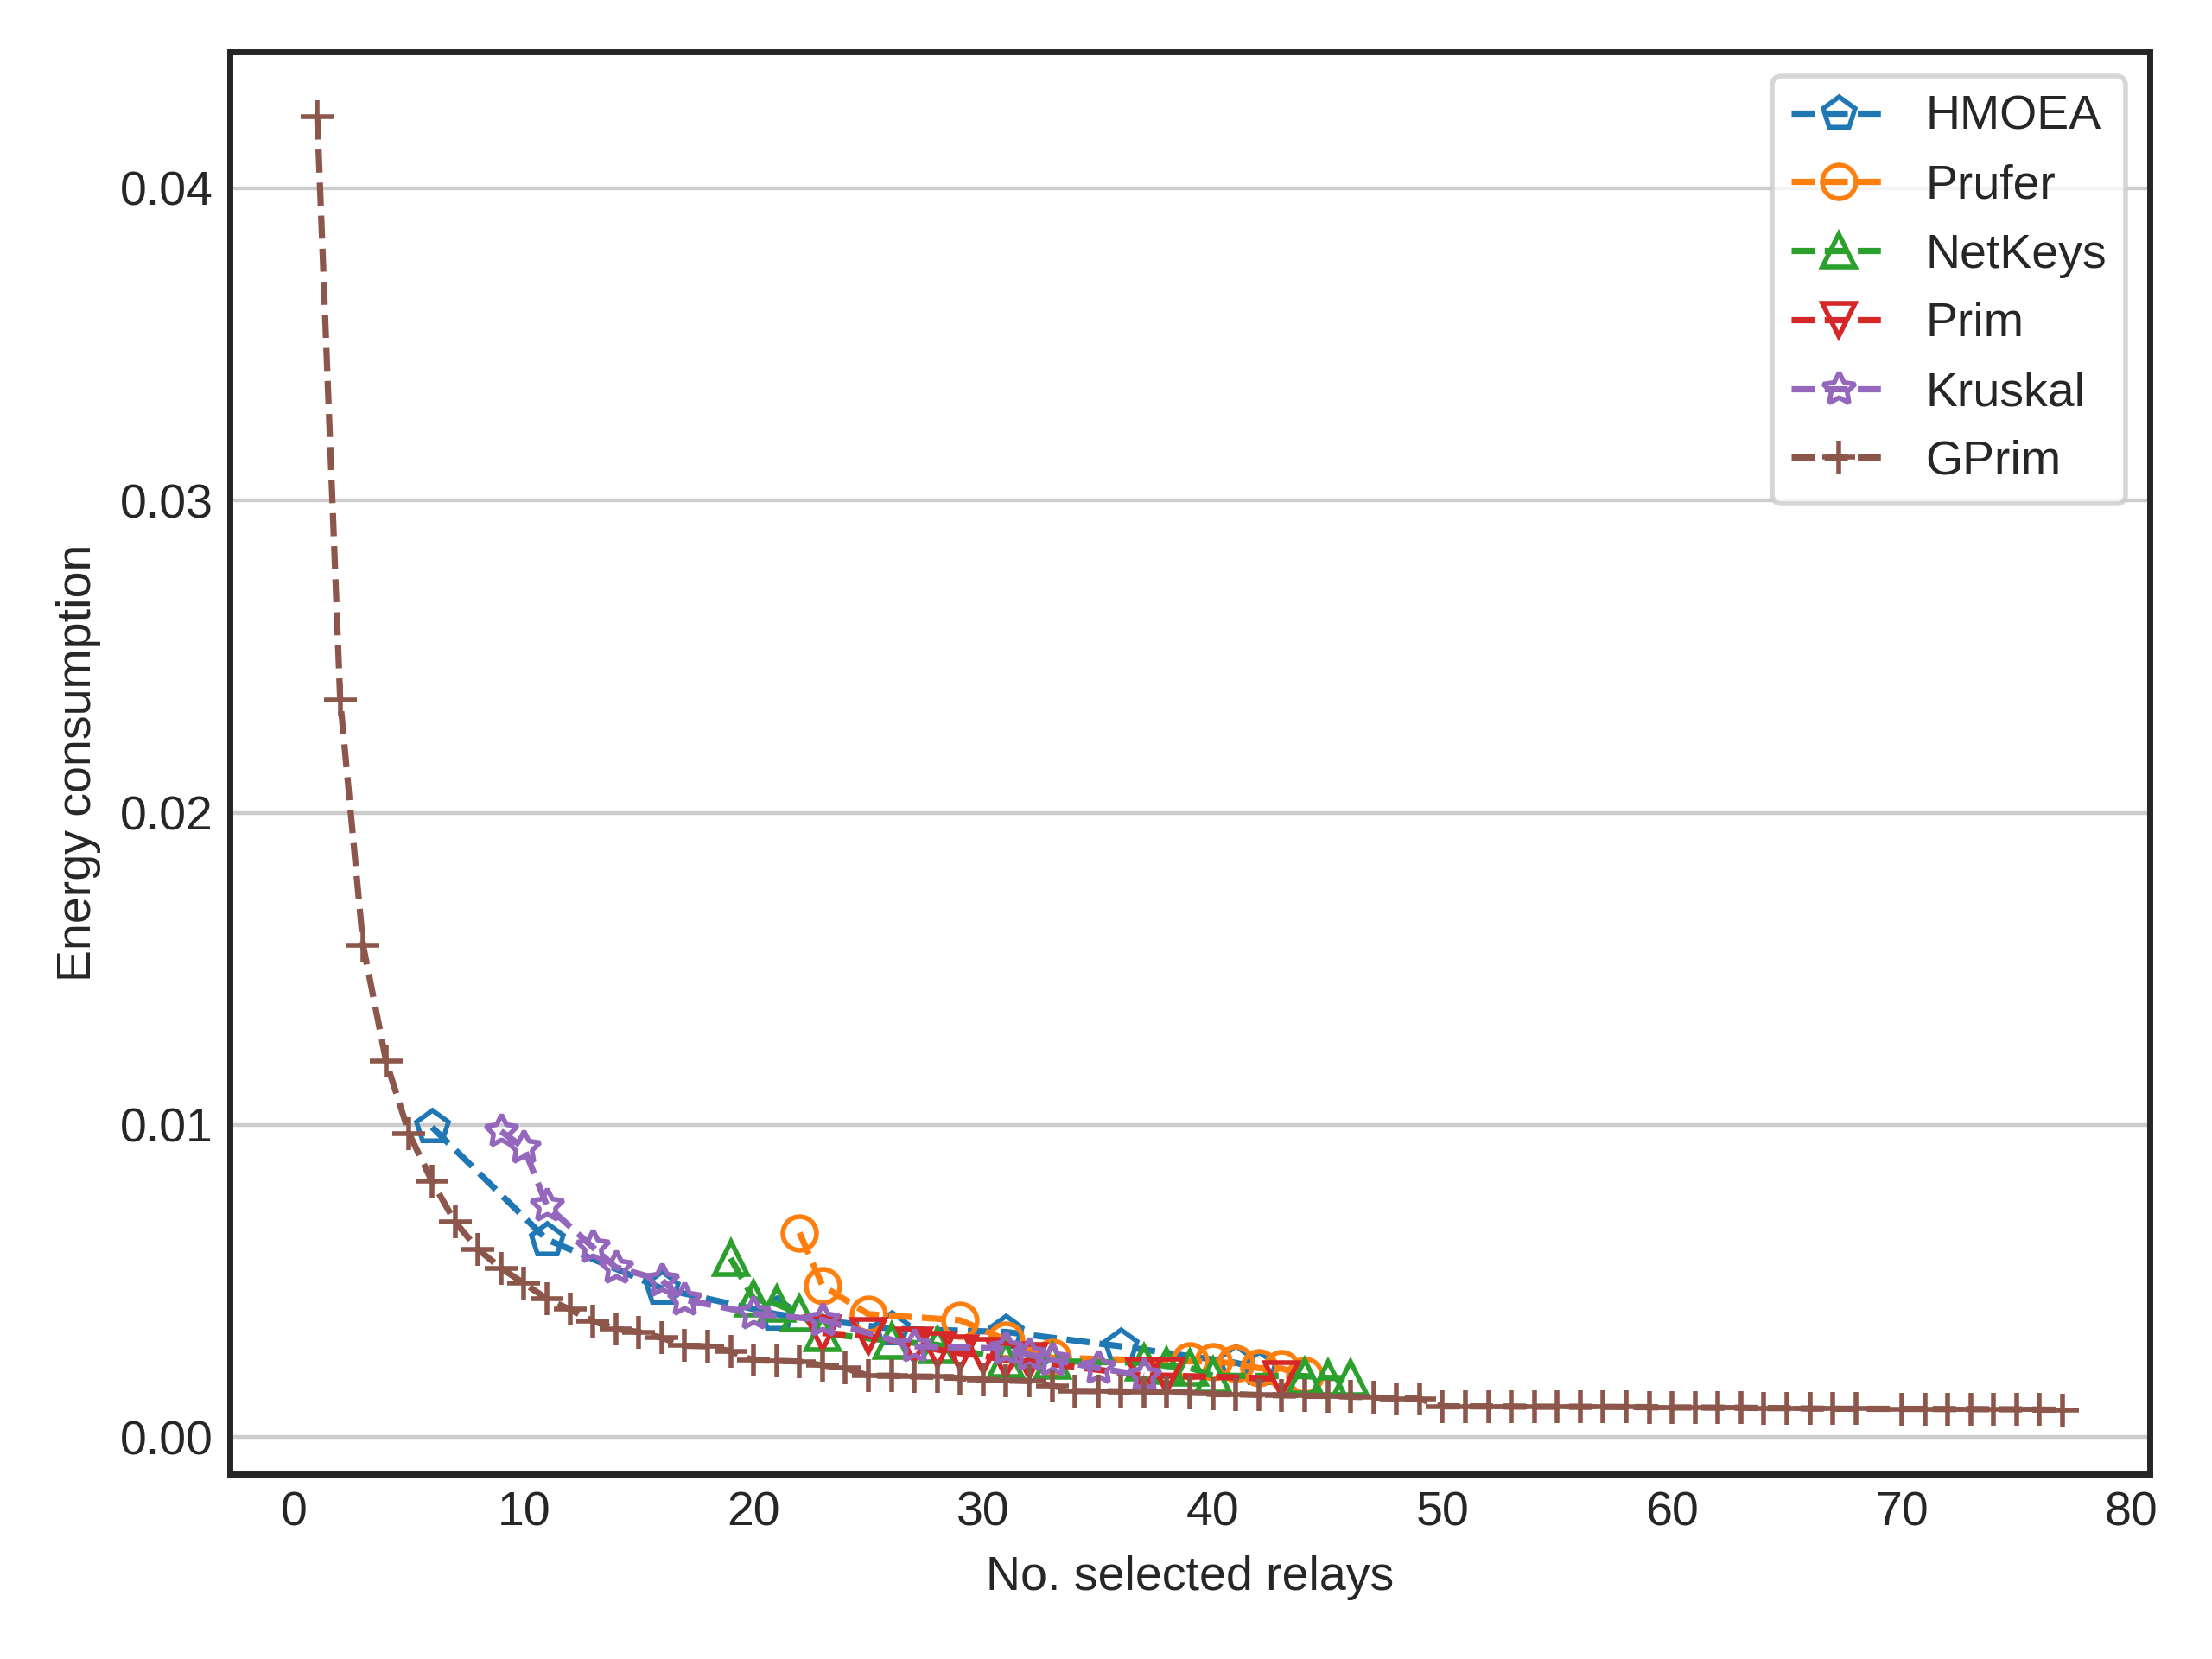 HMOEA
Prufer
NetKeys
Prim
Kruskal
GPrim
0.04
0.03
0.02
0.01
0.00
Energy consumption
0 10 20 30 40 50 60 70 80
No. selected relays